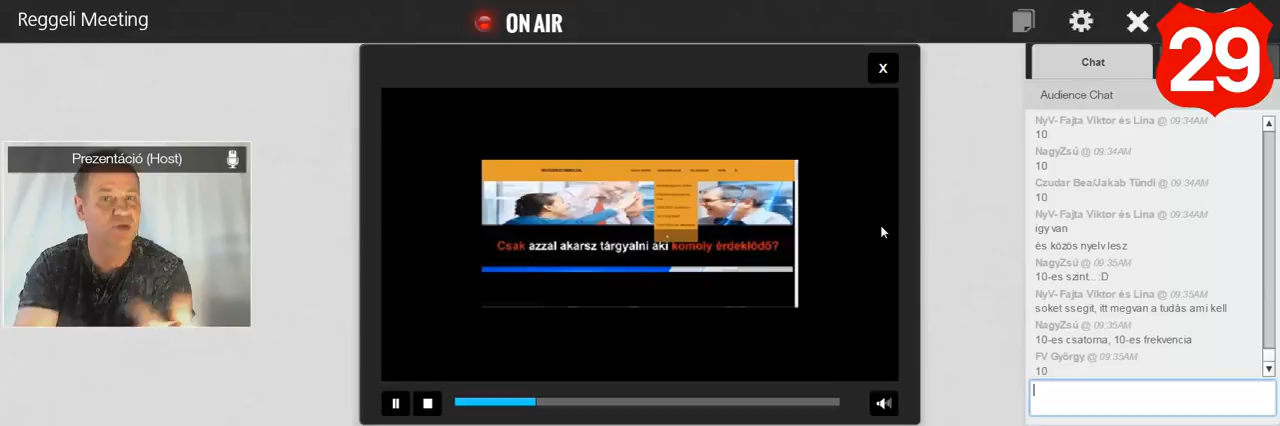 Reggeli Meeting
ON AIR
29
X
Chat
Audience Chat
Prezentáció (Host)
Csak azzal akarsz tárgyalni aki komoly érdeklődő?
NyV- Fajta Viktor és Lina @ 09:34AM
10
NagyZsú @ 09:34AM
10
Czudar Bea/Jakab Tündi @ 09:34AM
10
NyV- Fajta Viktor és Lina @ 09:34AM
így van
és közös nyelv lesz
NagyZsú @ 09:35AM
10-es szint... :D
NyV- Fajta Viktor és Lina @ 09:35AM
soket ssegit, itt megvan a tudás ami kell
NagyZsú @ 09:35AM
10-es csatorna, 10-es frekvencia
FV György @ 09:35AM
10